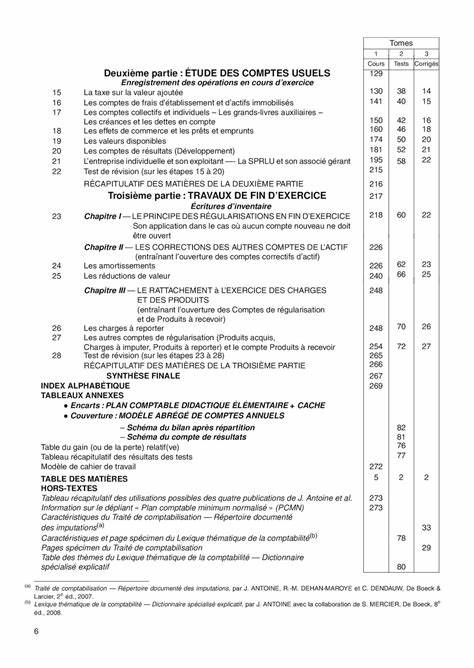 Tomes
1 2 3
Cours Tests Corrigés
Deuxième partie : ÉTUDE DES COMPTES USUELS 129
Enregistrement des opérations en cours d'exercice
15 La taxe sur la valeur ajoutée 130 38 14
16 Les comptes de frais d'établissement et d'actifs immobilisés 141 40 15
17 Les comptes collectifs et individuels – Les grands-livres auxiliaires –
Les créances et les dettes en compte 150 42 16
18 Les effets de commerce et les prêts et emprunts 160 46 18
19 Les valeurs disponibles 174 50 20
20 Les comptes de résultats (Développement) 181 52 21
21 L'entreprise individuelle et son exploitant —- La SPRLU et son associé gérant 195 58 22
22 Test de révision (sur les étapes 15 à 20) 215
RÉCAPITULATIF DES MATIÈRES DE LA DEUXIÈME PARTIE 216
Troisième partie : TRAVAUX DE FIN D'EXERCICE 217
Écritures d'inventaire
23 Chapitre I — LE PRINCIPE DES RÉGULARISATIONS EN FIN D'EXERCICE 218 60 22
Son application dans le cas où aucun compte nouveau ne doit
être ouvert
Chapitre II — LES CORRECTIONS DES AUTRES COMPTES DE L'ACTIF 226
(entraînant l'ouverture des comptes correctifs d'actif)
24 Les amortissements 226 62 23
25 Les réductions de valeur 240 66 25
Chapitre III — LE RATTACHEMENT à L'EXERCICE DES CHARGES 248
ET DES PRODUITS
(entraînant l'ouverture des Comptes de régularisation
et de Produits à recevoir)
26 Les charges à reporter 248 70 26
27 Les autres comptes de régularisation (Produits acquis,
Charges à imputer, Produits à reporter) et le compte Produits à recevoir 254 72 27
28 Test de révision (sur les étapes 23 à 28) 265
RÉCAPITULATIF DES MATIÈRES DE LA TROISIÈME PARTIE 266
SYNTHÈSE FINALE 267
INDEX ALPHABÉTIQUE 269
TABLEAUX ANNEXES
● Encarts : PLAN COMPTABLE DIDACTIQUE ÉLÉMENTAIRE + CACHE
● Couverture : MODÈLE ABRÉGÉ DE COMPTES ANNUELS
– Schéma du bilan après répartition 82
– Schéma du compte de résultats 81
Table du gain (ou de la perte) relatif(ve) 76
Tableau récapitulatif des résultats des tests 77
Modèle de cahier de travail 272
TABLE DES MATIÈRES 5 2 2
HORS-TEXTES
Tableau récapitulatif des utilisations possibles des quatre publications de J. Antoine et al. 273
Information sur le dépliant « Plan comptable minimum normalisé » (PCMN) 273
Caractéristiques du Traité de comptabilisation — Répertoire documenté
des imputations(a) 33
Caractéristiques et page spécimen du Lexique thématique de la comptabilité(b) 78
Pages spécimen du Traité de comptabilisation 29
Table des thèmes du Lexique thématique de la comptabilité — Dictionnaire
spécialisé explicatif 80
(a) Traité de comptabilisation — Répertoire documenté des imputations, par J. ANTOINE, R.-M. DEHAN-MAROYE et C. DENDAUW, De Boeck &
Larcier, 2e éd., 2007.
(b) Lexique thématique de la comptabilité — Dictionnaire spécialisé explicatif, par J. ANTOINE avec la collaboration de S. MERCIER, De Boeck, 8e
éd., 2008.
6